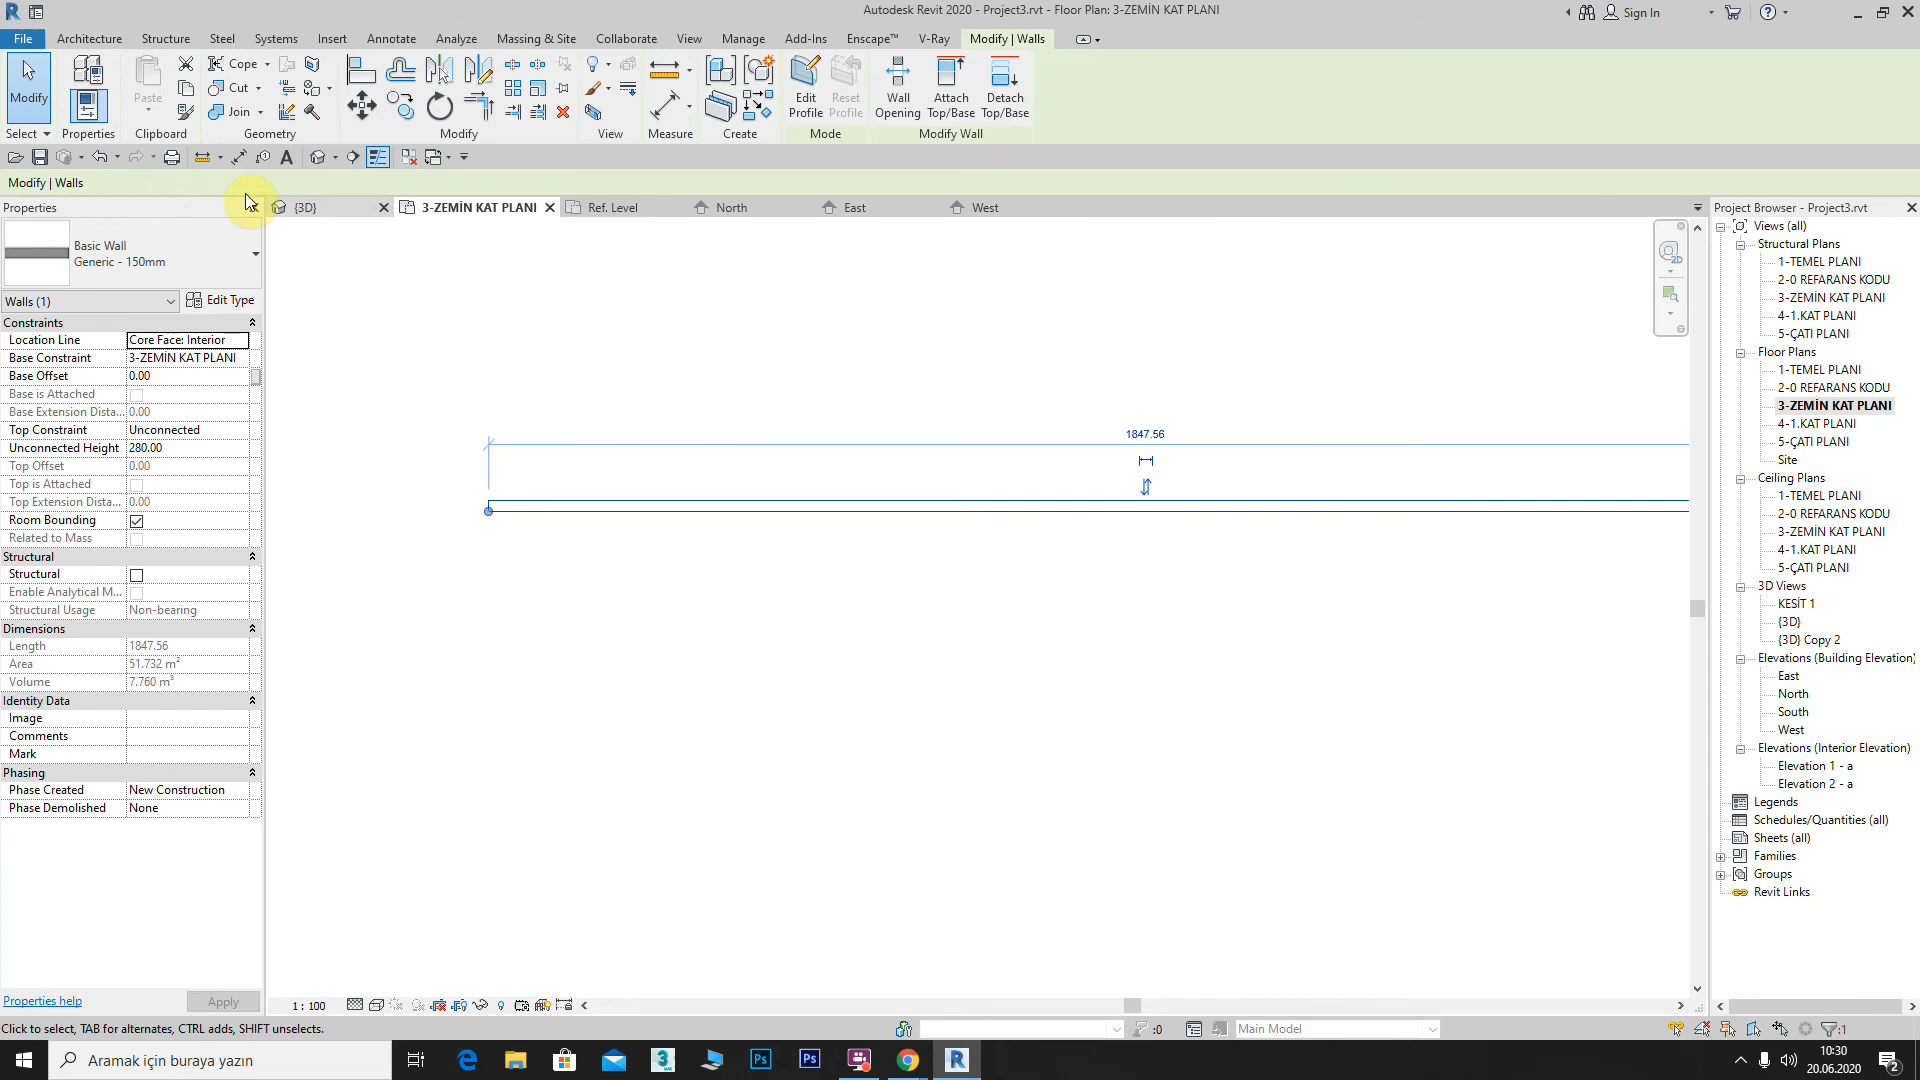 Autodesk Revit 2020 - Project3.rvt - Floor Plan: 3-ZEMİN KAT PLANI
Sign In
File Architecture Structure Steel Systems Insert Annotate Analyze Massing & Site Collaborate View Manage Add-Ins Enscape™ V-Ray Modify | Walls
Modify
Paste
Cope
Cut
Join
Edit Profile
Reset Profile
Wall Opening
Attach Top/Base
Detach Top/Base
Select Properties Clipboard Geometry Modify View Measure Create Mode Modify Wall
Modify | Walls
Properties
{3D} 3-ZEMİN KAT PLANI Ref. Level North East West
Basic Wall
Generic - 150mm
Walls (1) Edit Type
Constraints
Location Line Core Face: Interior
Base Constraint 3-ZEMİN KAT PLANI
Base Offset 0.00
Base is Attached
Base Extension Dista... 0.00
Top Constraint Unconnected
Unconnected Height 280.00
Top Offset 0.00
Top is Attached
Top Extension Dista... 0.00
Room Bounding
Related to Mass
Structural
Structural
Enable Analytical M...
Structural Usage Non-bearing
Dimensions
Length 1847.56
Area 51.732 m²
Volume 7.760 m³
Identity Data
Image
Comments
Mark
Phasing
Phase Created New Construction
Phase Demolished None
Properties help Apply
1847.56
2D
1 : 100
Project Browser - Project3.rvt
Views (all)
Structural Plans
1-TEMEL PLANI
2-0 REFARANS KODU
3-ZEMİN KAT PLANI
4-1.KAT PLANI
5-ÇATI PLANI
Floor Plans
1-TEMEL PLANI
2-0 REFARANS KODU
3-ZEMİN KAT PLANI
4-1.KAT PLANI
5-ÇATI PLANI
Site
Ceiling Plans
1-TEMEL PLANI
2-0 REFARANS KODU
3-ZEMİN KAT PLANI
4-1.KAT PLANI
5-ÇATI PLANI
3D Views
KESİT 1
{3D}
{3D} Copy 2
Elevations (Building Elevation)
East
North
South
West
Elevations (Interior Elevation)
Elevation 1 - a
Elevation 2 - a
Legends
Schedules/Quantities (all)
Sheets (all)
Families
Groups
Revit Links
Click to select, TAB for alternates, CTRL adds, SHIFT unselects.
:0
Main Model
:1
Aramak için buraya yazın
10:30
20.06.2020
2